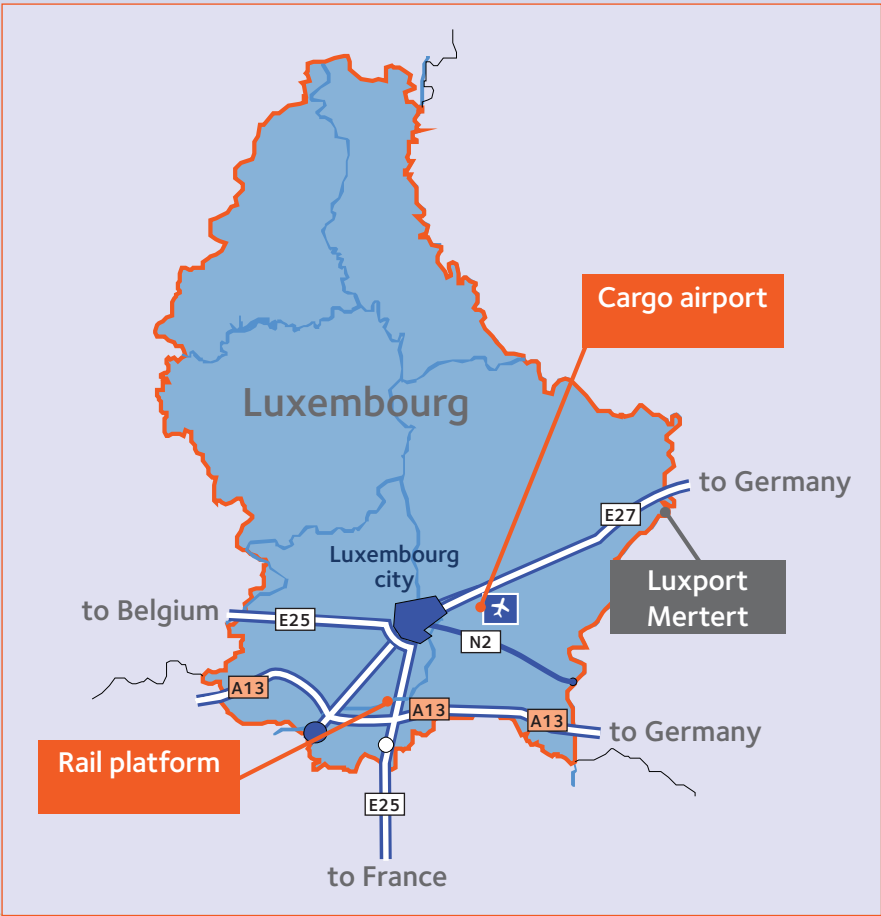 Cargo airport
Luxembourg
to Germany
E27
Luxembourg
city
Luxport
Mertert
to Belgium
E25
N2
A13
A13
A13
to Germany
Rail platform
E25
to France